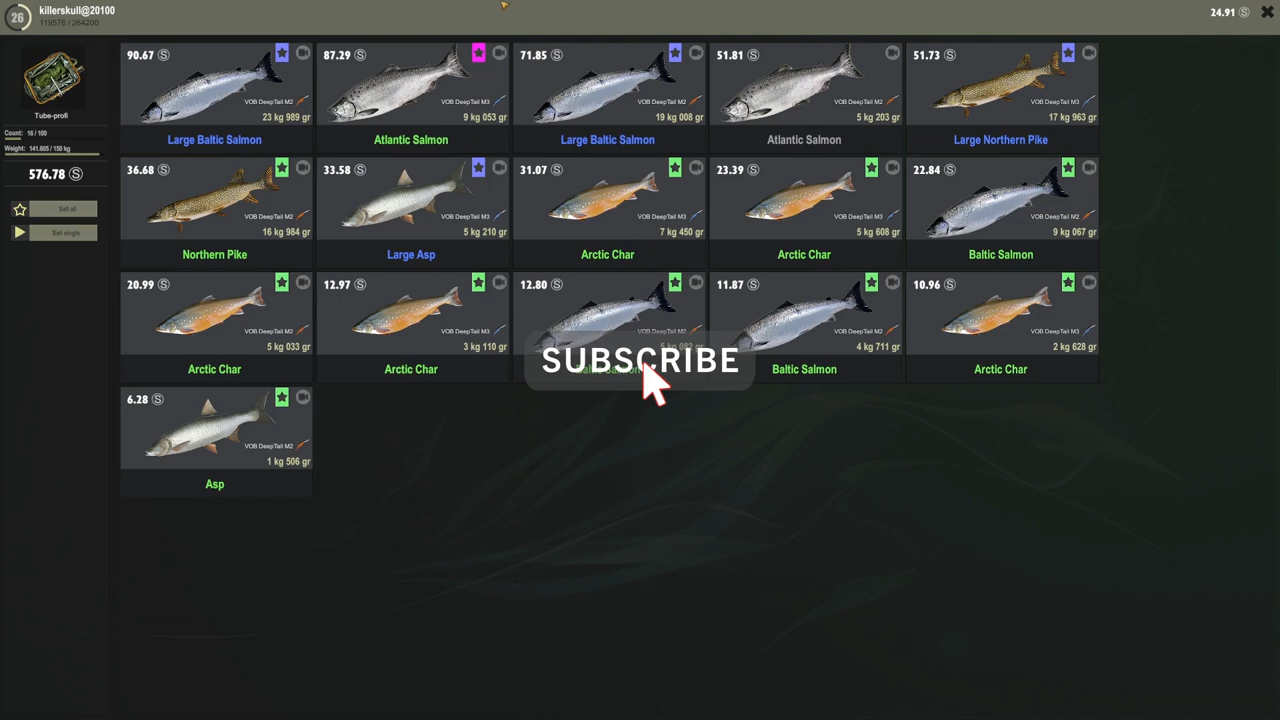 26
killerskull@20100
119576 / 264200
24.91 S
Tube-profi
Count: 16 / 100
Weight: 141.605 / 150 kg
576.78 S
Sell all
Sell single
90.67 S
VOB DeepTail M2
23 kg 989 gr
Large Baltic Salmon
87.29 S
VOB DeepTail M2
9 kg 053 gr
Atlantic Salmon
71.85 S
VOB DeepTail M2
19 kg 008 gr
Large Baltic Salmon
51.81 S
VOB DeepTail M2
5 kg 203 gr
Atlantic Salmon
51.73 S
VOB DeepTail M2
17 kg 963 gr
Large Northern Pike
36.68 S
VOB DeepTail M2
16 kg 984 gr
Northern Pike
33.58 S
VOB DeepTail M3
5 kg 210 gr
Large Asp
31.07 S
VOB DeepTail M3
7 kg 450 gr
Arctic Char
23.39 S
VOB DeepTail M3
5 kg 608 gr
Arctic Char
22.84 S
VOB DeepTail M2
9 kg 067 gr
Baltic Salmon
20.99 S
VOB DeepTail M2
5 kg 033 gr
Arctic Char
12.97 S
VOB DeepTail M3
3 kg 110 gr
Arctic Char
12.80 S
SUBSCRIBE
11.87 S
VOB DeepTail M2
4 kg 711 gr
Baltic Salmon
10.96 S
VOB DeepTail M2
2 kg 628 gr
Arctic Char
6.28 S
VOB DeepTail M2
1 kg 506 gr
Asp